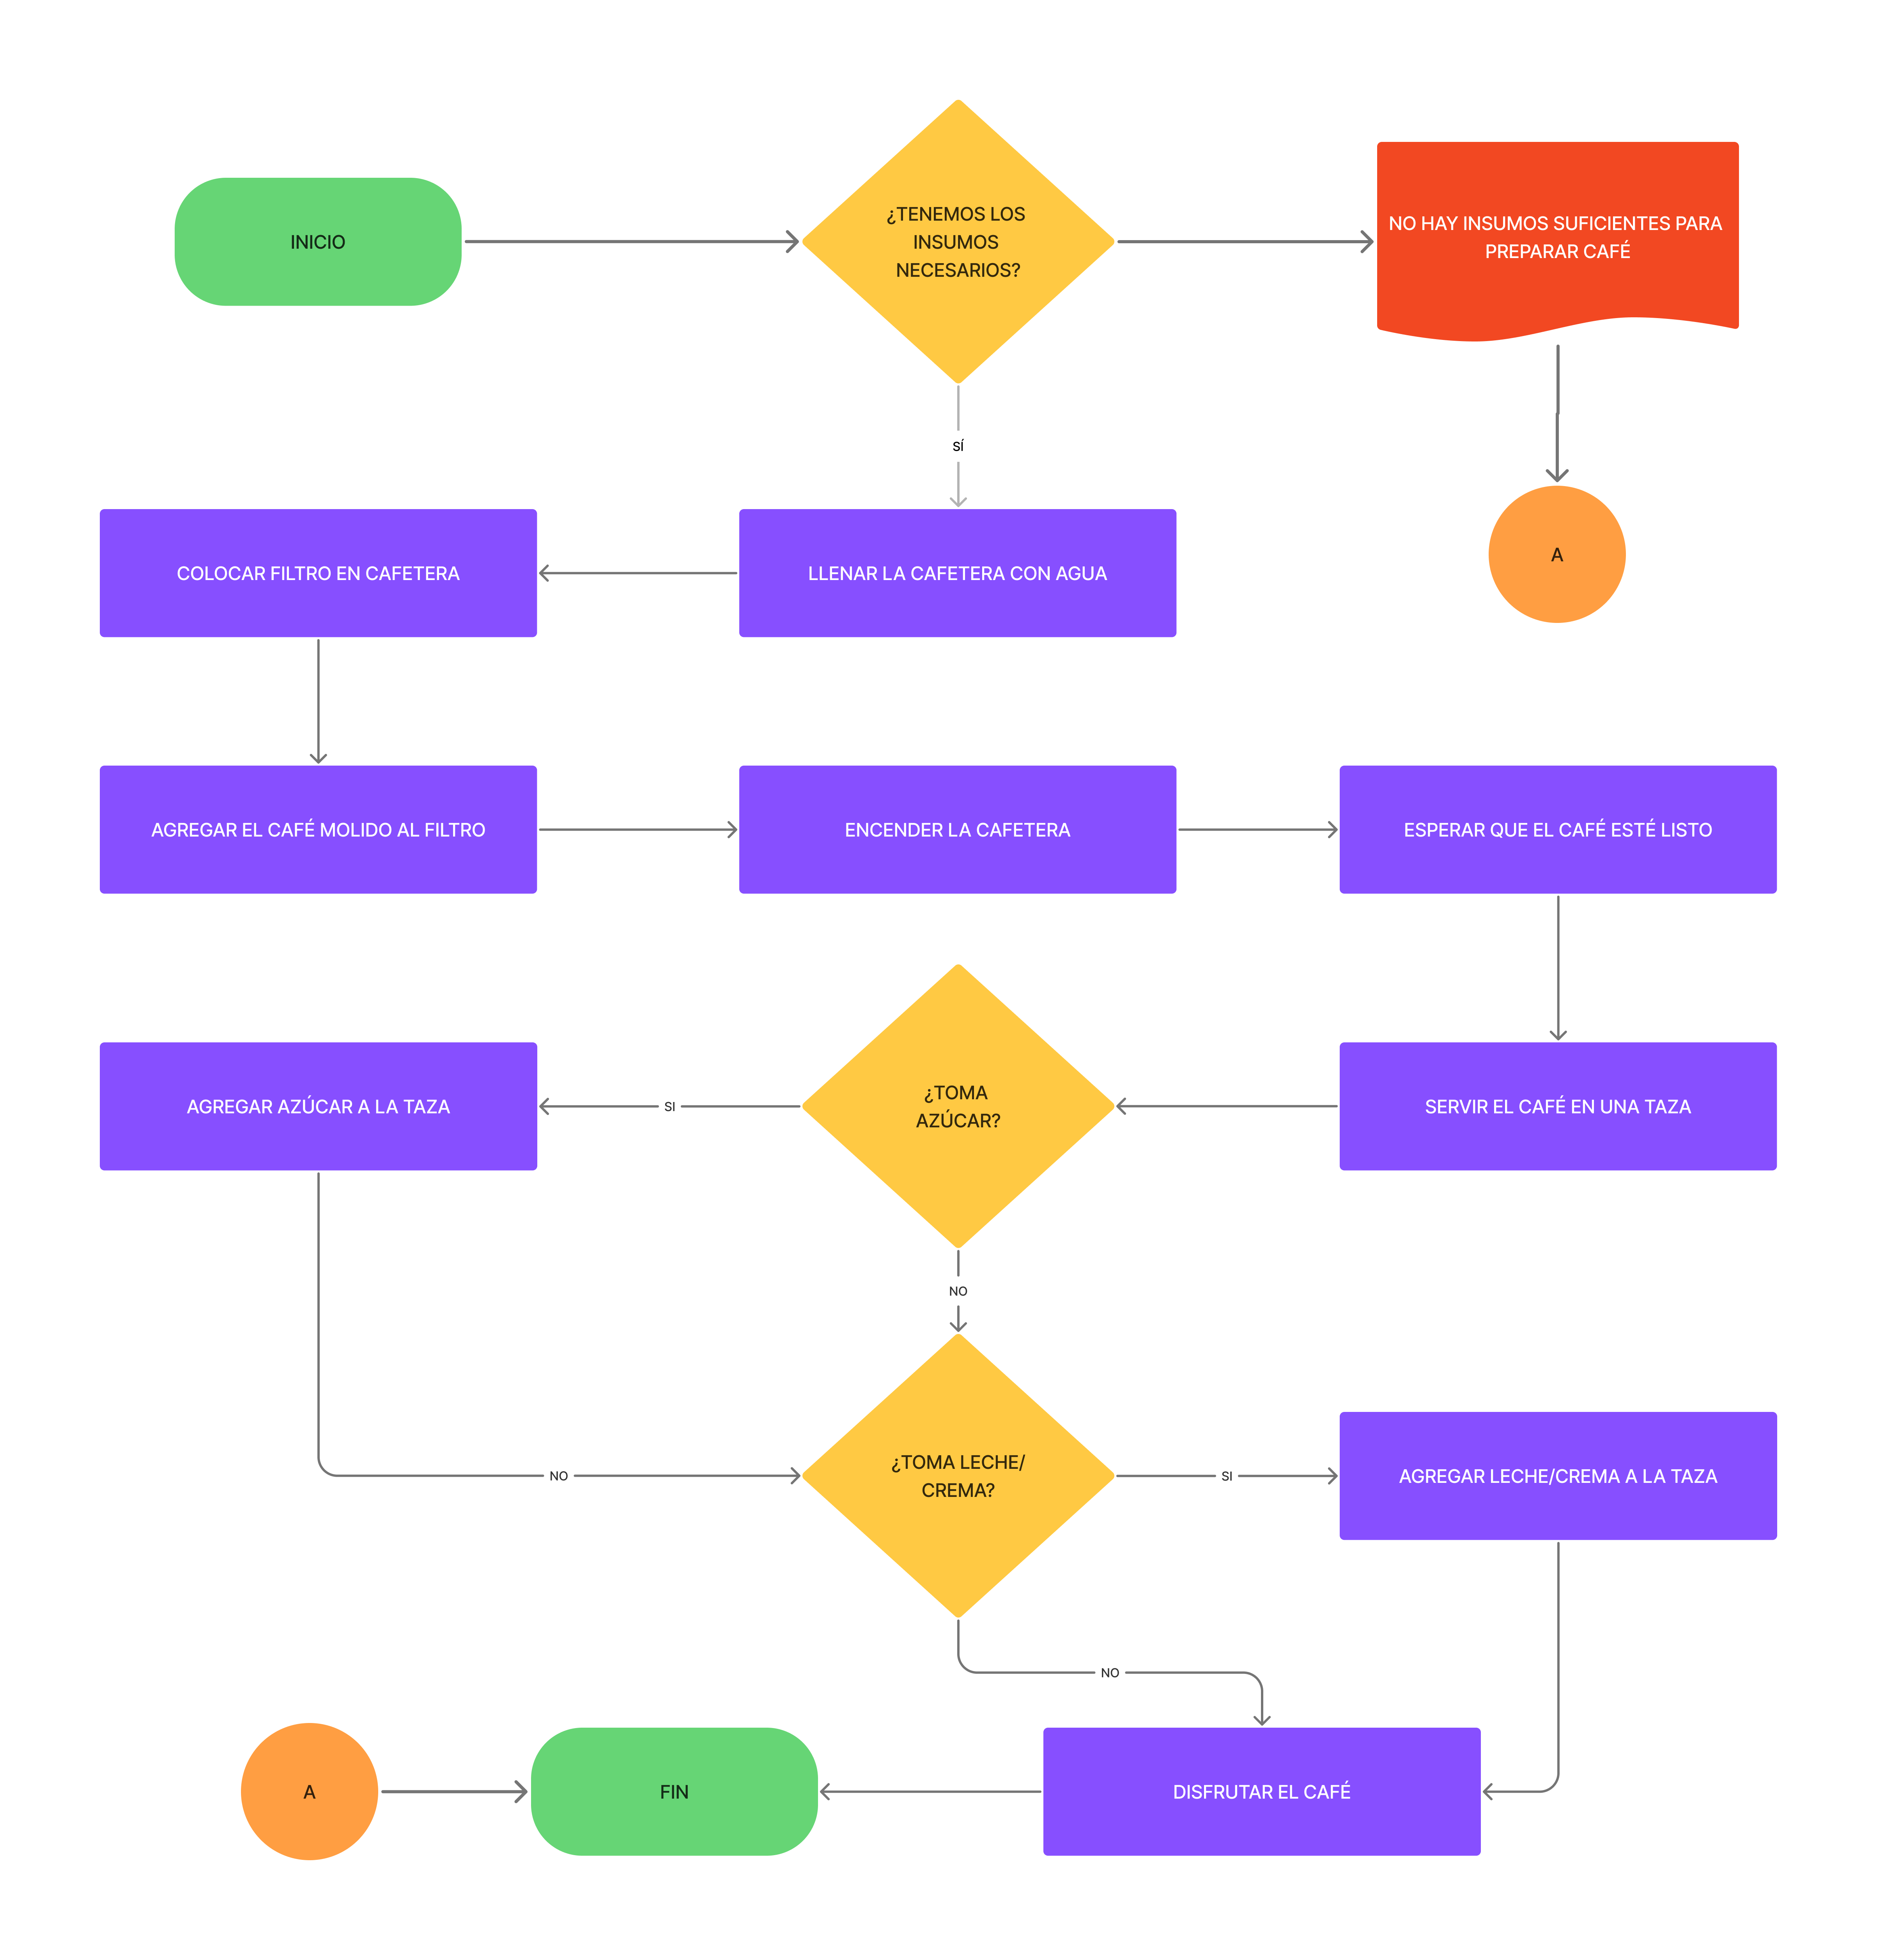 INICIO
¿TENEMOS LOS
INSUMOS
NECESARIOS?
NO HAY INSUMOS SUFICIENTES PARA
PREPARAR CAFÉ
SÍ
A
COLOCAR FILTRO EN CAFETERA
LLENAR LA CAFETERA CON AGUA
AGREGAR EL CAFÉ MOLIDO AL FILTRO
ENCENDER LA CAFETERA
ESPERAR QUE EL CAFÉ ESTÉ LISTO
AGREGAR AZÚCAR A LA TAZA
SI
¿TOMA
AZÚCAR?
SERVIR EL CAFÉ EN UNA TAZA
NO
NO
¿TOMA LECHE/
CREMA?
SI
AGREGAR LECHE/CREMA A LA TAZA
NO
A
FIN
DISFRUTAR EL CAFÉ